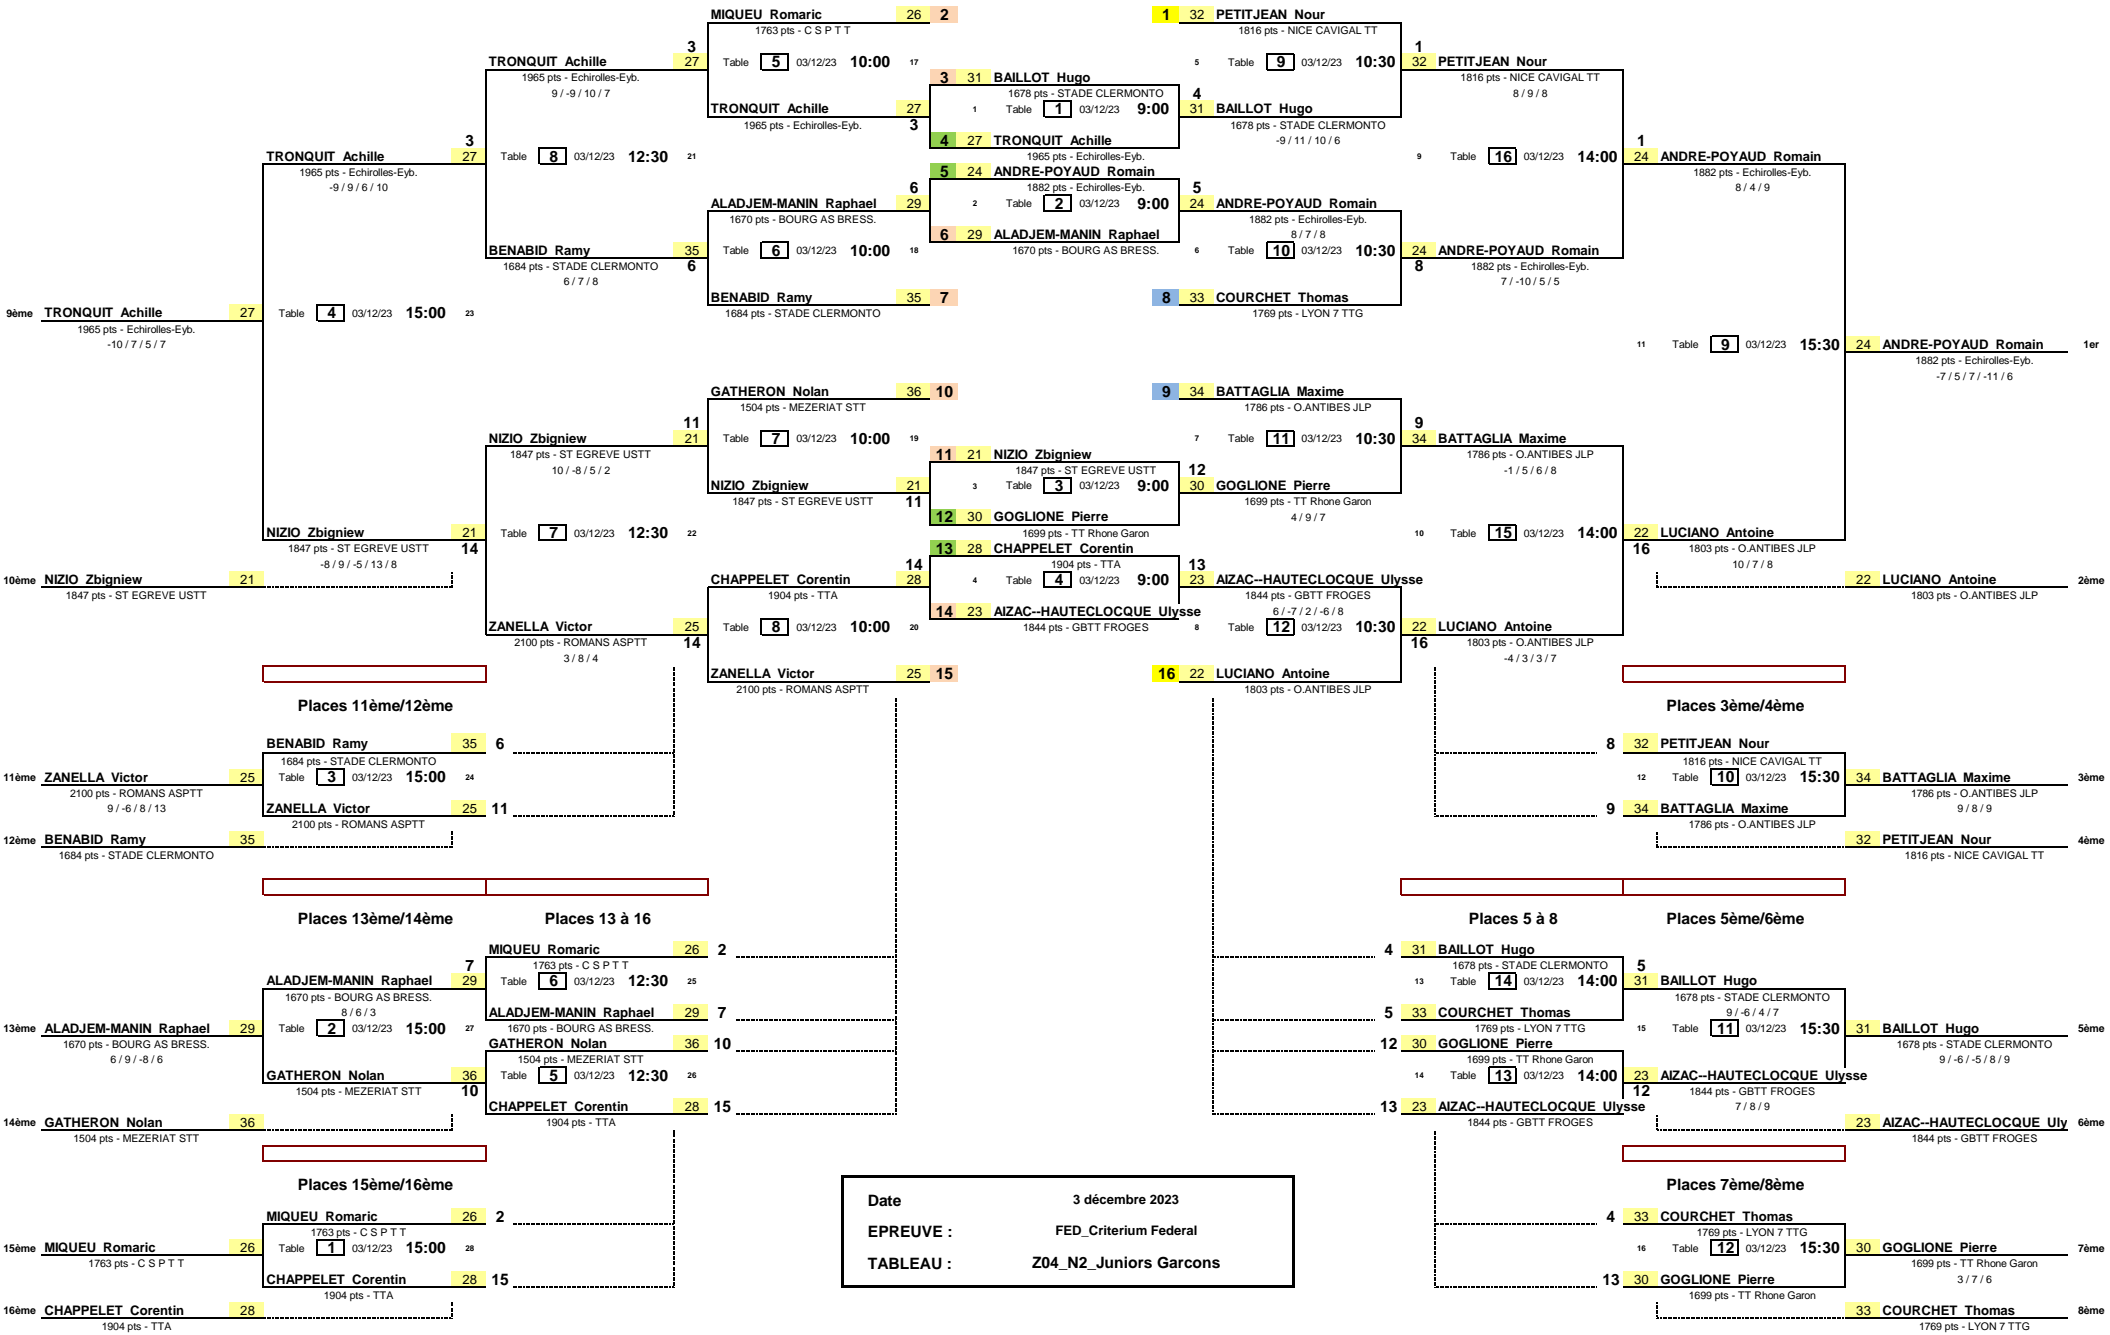 MIQUEU Romaric 26 2
1763 pts - C S P T T
1 32 PETITJEAN Nour
1816 pts - NICE CAVIGAL TT
3
TRONQUIT Achille 27
1965 pts - Echirolles-Eyb.
9 / -9 / 10 / 7
Table 5 03/12/23 10:00 17
5 Table 9 03/12/23 10:30
1
32 PETITJEAN Nour
1816 pts - NICE CAVIGAL TT
8 / 9 / 8
3 31 BAILLOT Hugo
1678 pts - STADE CLERMONTO
TRONQUIT Achille 27
1965 pts - Echirolles-Eyb.
3
1 Table 1 03/12/23 9:00
4
31 BAILLOT Hugo
1678 pts - STADE CLERMONTO
-9 / 11 / 10 / 6
4 27 TRONQUIT Achille
1965 pts - Echirolles-Eyb.
3
TRONQUIT Achille 27
1965 pts - Echirolles-Eyb.
-9 / 9 / 6 / 10
Table 8 03/12/23 12:30 21
9 Table 16 03/12/23 14:00
1
24 ANDRE-POYAUD Romain
1882 pts - Echirolles-Eyb.
8 / 4 / 9
5 24 ANDRE-POYAUD Romain
1882 pts - Echirolles-Eyb.
6
ALADJEM-MANIN Raphael 29
1670 pts - BOURG AS BRESS.
2 Table 2 03/12/23 9:00
5
24 ANDRE-POYAUD Romain
1882 pts - Echirolles-Eyb.
8 / 7 / 8
6 29 ALADJEM-MANIN Raphael
1670 pts - BOURG AS BRESS.
BENABID Ramy 35
1684 pts - STADE CLERMONTO
6
6 / 7 / 8
Table 6 03/12/23 10:00 18
6 Table 10 03/12/23 10:30
24 ANDRE-POYAUD Romain
8
1882 pts - Echirolles-Eyb.
7 / -10 / 5 / 5
BENABID Ramy 35 7
1684 pts - STADE CLERMONTO
8 33 COURCHET Thomas
1769 pts - LYON 7 TTG
9ème TRONQUIT Achille 27
1965 pts - Echirolles-Eyb.
-10 / 7 / 5 / 7
Table 4 03/12/23 15:00 23
11 Table 9 03/12/23 15:30
24 ANDRE-POYAUD Romain 1er
1882 pts - Echirolles-Eyb.
-7 / 5 / 7 / -11 / 6
GATHERON Nolan 36 10
1504 pts - MEZERIAT STT
9 34 BATTAGLIA Maxime
1786 pts - O.ANTIBES JLP
11
NIZIO Zbigniew 21
1847 pts - ST EGREVE USTT
10 / -8 / 5 / 2
Table 7 03/12/23 10:00 19
7 Table 11 03/12/23 10:30
9
34 BATTAGLIA Maxime
1786 pts - O.ANTIBES JLP
-1 / 5 / 6 / 8
11 21 NIZIO Zbigniew
1847 pts - ST EGREVE USTT
NIZIO Zbigniew 21
1847 pts - ST EGREVE USTT
11
3 Table 3 03/12/23 9:00
12
30 GOGLIONE Pierre
1699 pts - TT Rhone Garon
4 / 9 / 7
12 30 GOGLIONE Pierre
1699 pts - TT Rhone Garon
NIZIO Zbigniew 21
1847 pts - ST EGREVE USTT
14
-8 / 9 / -5 / 13 / 8
Table 7 03/12/23 12:30 22
10 Table 15 03/12/23 14:00
22 LUCIANO Antoine
16
1803 pts - O.ANTIBES JLP
10 / 7 / 8
13 28 CHAPPELET Corentin
1904 pts - TTA
10ème NIZIO Zbigniew 21
1847 pts - ST EGREVE USTT
14
CHAPPELET Corentin 28
1904 pts - TTA
4 Table 4 03/12/23 9:00
13
23 AIZAC--HAUTECLOCQUE Ulysse
1844 pts - GBTT FROGES
6 / -7 / 2 / -6 / 8
22 LUCIANO Antoine 2ème
1803 pts - O.ANTIBES JLP
14 23 AIZAC--HAUTECLOCQUE Ulysse
1844 pts - GBTT FROGES
ZANELLA Victor 25
2100 pts - ROMANS ASPTT
14
3 / 8 / 4
Table 8 03/12/23 10:00 20
8 Table 12 03/12/23 10:30
22 LUCIANO Antoine
16
1803 pts - O.ANTIBES JLP
-4 / 3 / 3 / 7
ZANELLA Victor 25 15
2100 pts - ROMANS ASPTT
16 22 LUCIANO Antoine
1803 pts - O.ANTIBES JLP
Places 11ème/12ème
Places 3ème/4ème
BENABID Ramy 35 6
1684 pts - STADE CLERMONTO
8 32 PETITJEAN Nour
1816 pts - NICE CAVIGAL TT
11ème ZANELLA Victor 25
2100 pts - ROMANS ASPTT
9 / -6 / 8 / 13
Table 3 03/12/23 15:00 24
12 Table 10 03/12/23 15:30
34 BATTAGLIA Maxime 3ème
1786 pts - O.ANTIBES JLP
9 / 8 / 9
ZANELLA Victor 25 11
2100 pts - ROMANS ASPTT
9 34 BATTAGLIA Maxime
1786 pts - O.ANTIBES JLP
12ème BENABID Ramy 35
1684 pts - STADE CLERMONTO
32 PETITJEAN Nour 4ème
1816 pts - NICE CAVIGAL TT
Places 13ème/14ème
Places 13 à 16
Places 5 à 8
Places 5ème/6ème
MIQUEU Romaric 26 2
1763 pts - C S P T T
4 31 BAILLOT Hugo
1678 pts - STADE CLERMONTO
7
ALADJEM-MANIN Raphael 29
1670 pts - BOURG AS BRESS.
8 / 6 / 3
Table 6 03/12/23 12:30 25
13 Table 14 03/12/23 14:00
5
31 BAILLOT Hugo
1678 pts - STADE CLERMONTO
9 / -6 / 4 / 7
ALADJEM-MANIN Raphael 29 7
1670 pts - BOURG AS BRESS.
5 33 COURCHET Thomas
1769 pts - LYON 7 TTG
13ème ALADJEM-MANIN Raphael 29
1670 pts - BOURG AS BRESS.
6 / 9 / -8 / 6
Table 2 03/12/23 15:00 27
15 Table 11 03/12/23 15:30
31 BAILLOT Hugo 5ème
1678 pts - STADE CLERMONTO
9 / -6 / -5 / 8 / 9
GATHERON Nolan 36 10
1504 pts - MEZERIAT STT
12 30 GOGLIONE Pierre
1699 pts - TT Rhone Garon
GATHERON Nolan 36
1504 pts - MEZERIAT STT
10
Table 5 03/12/23 12:30 26
14 Table 13 03/12/23 14:00
23 AIZAC--HAUTECLOCQUE Ulysse
12
1844 pts - GBTT FROGES
7 / 8 / 9
CHAPPELET Corentin 28 15
1904 pts - TTA
13 23 AIZAC--HAUTECLOCQUE Ulysse
1844 pts - GBTT FROGES
14ème GATHERON Nolan 36
1504 pts - MEZERIAT STT
23 AIZAC--HAUTECLOCQUE Uly 6ème
1844 pts - GBTT FROGES
Places 15ème/16ème
Places 7ème/8ème
MIQUEU Romaric 26 2
1763 pts - C S P T T
4 33 COURCHET Thomas
1769 pts - LYON 7 TTG
15ème MIQUEU Romaric 26
1763 pts - C S P T T
Table 1 03/12/23 15:00 28
16 Table 12 03/12/23 15:30
30 GOGLIONE Pierre 7ème
1699 pts - TT Rhone Garon
3 / 7 / 6
CHAPPELET Corentin 28 15
1904 pts - TTA
13 30 GOGLIONE Pierre
1699 pts - TT Rhone Garon
16ème CHAPPELET Corentin 28
1904 pts - TTA
33 COURCHET Thomas 8ème
1769 pts - LYON 7 TTG
Date 3 décembre 2023
EPREUVE : FED_Criterium Federal
TABLEAU : Z04_N2_Juniors Garcons